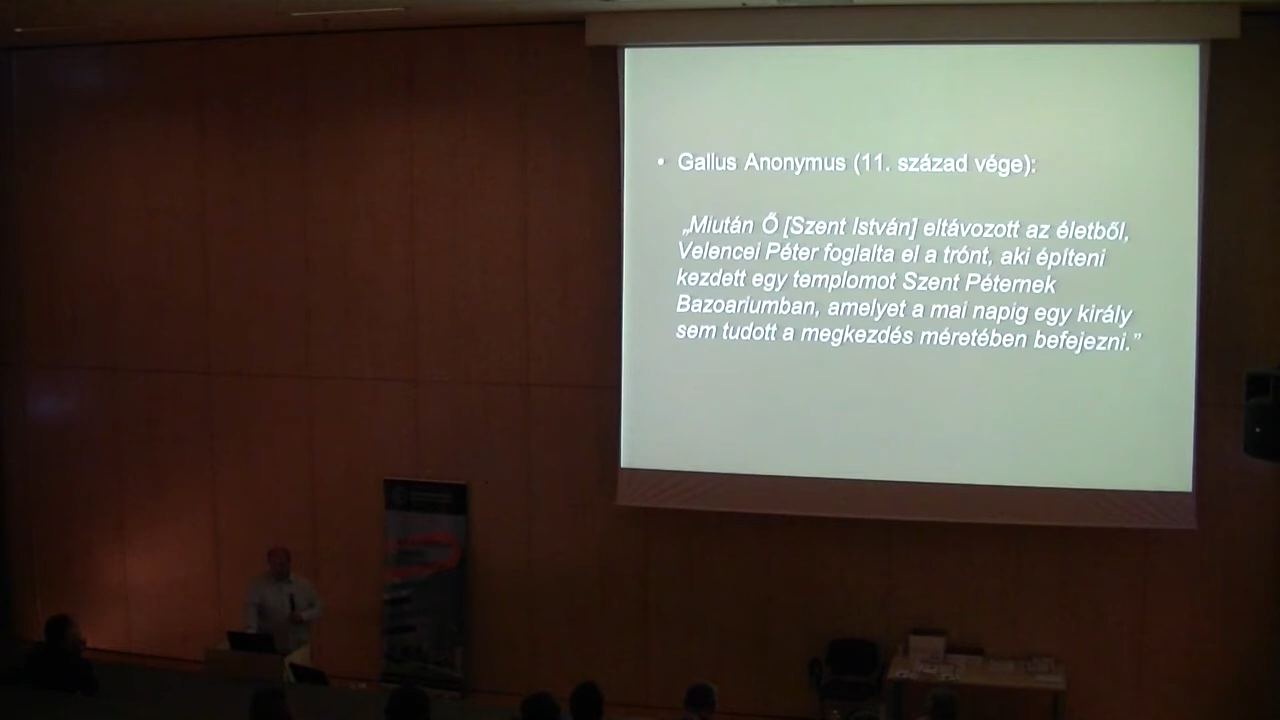 • Gallus Anonymus (11. század vége):
„Miután Ő [Szent István] eltávozott az életből,
Velencei Péter foglalta el a trónt, aki építeni
kezdett egy templomot Szent Péternek
Bazoariumban, amelyet a mai napig egy király
sem tudott a megkezdés méretében befejezni.”